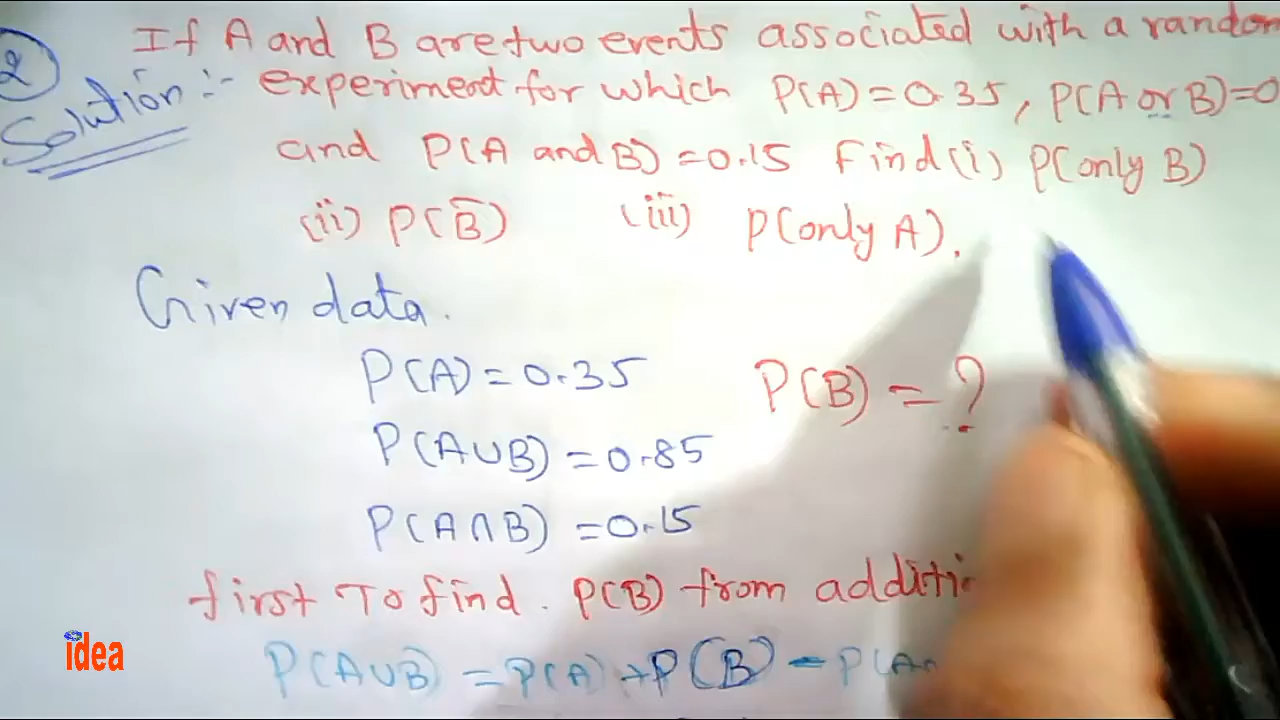 2 If A and B are two events associated with a random
Solution :- experiment for which P(A) = 0.35, P(A or B) = 0
and P(A and B) = 0.15 Find (i) P(only B)
(ii) P(B̅) (iii) P(only A).
Given data.
P(A) = 0.35 P(B) = ?
P(A∪B) = 0.85
P(A∩B) = 0.15
first To find . P(B) from additi
P(A∪B) = P(A) + P(B) - P(A∩
idea